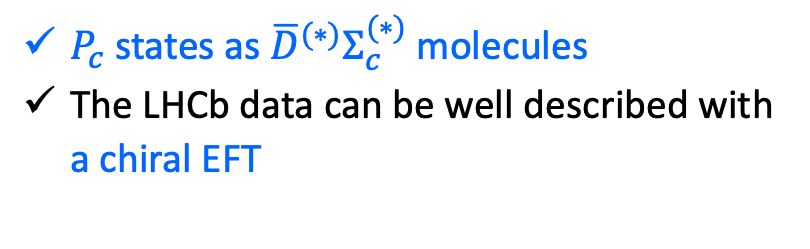 ✓ P_c states as D̅^(*)Σ_c^(*) molecules
✓ The LHCb data can be well described with
a chiral EFT